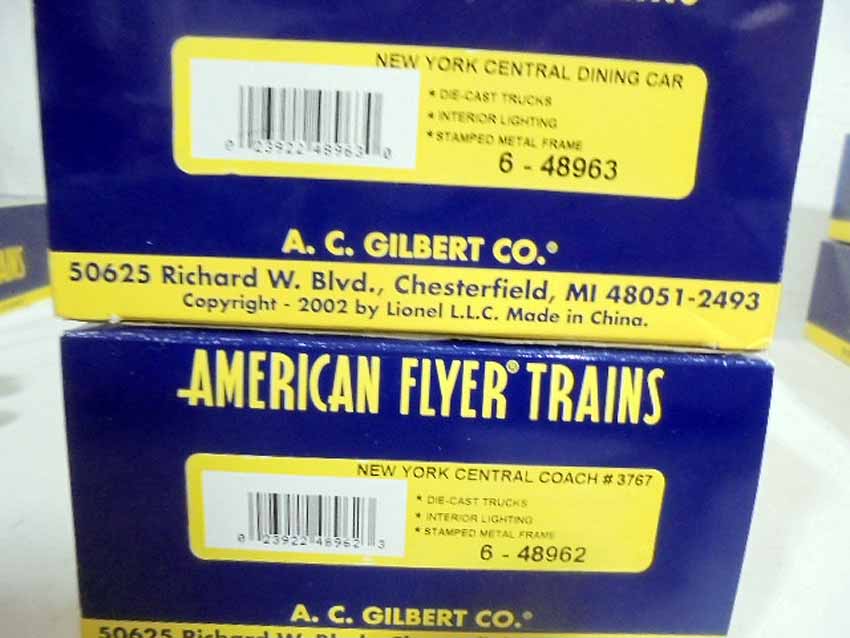 NEW YORK CENTRAL DINING CAR
* DIE-CAST TRUCKS
* INTERIOR LIGHTING
* STAMPED METAL FRAME
6 - 48963
0 23922 48963 0
A. C. GILBERT CO.®
50625 Richard W. Blvd., Chesterfield, MI 48051-2493
Copyright - 2002 by Lionel L.L.C. Made in China.
AMERICAN FLYER® TRAINS
NEW YORK CENTRAL COACH # 3767
* DIE-CAST TRUCKS
* INTERIOR LIGHTING
* STAMPED METAL FRAME
6 - 48962
0 23922 48962 3
A. C. GILBERT CO.®
50625 Richard W. Blvd.,